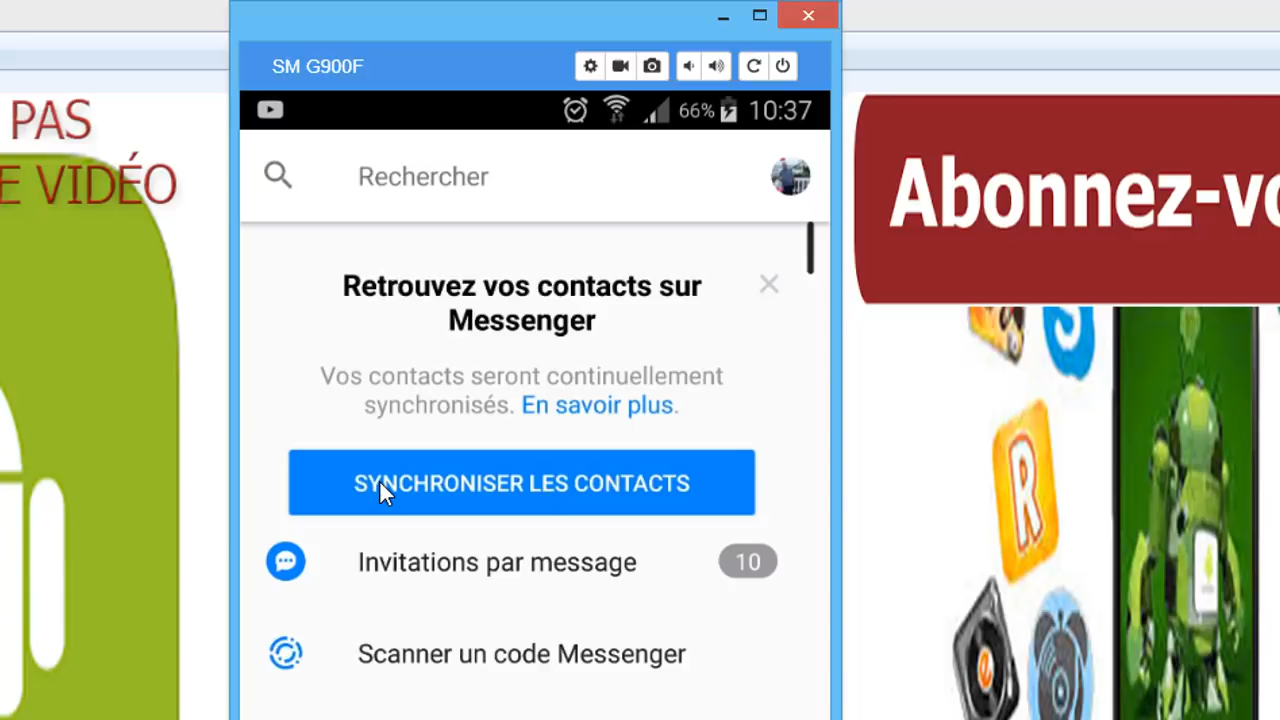 SM G900F
66% 10:37
PAS
E VIDÉO
Rechercher
Abonnez-vo
Retrouvez vos contacts sur
Messenger
Vos contacts seront continuellement
synchronisés. En savoir plus.
SYNCHRONISER LES CONTACTS
Invitations par message 10
Scanner un code Messenger
R
e